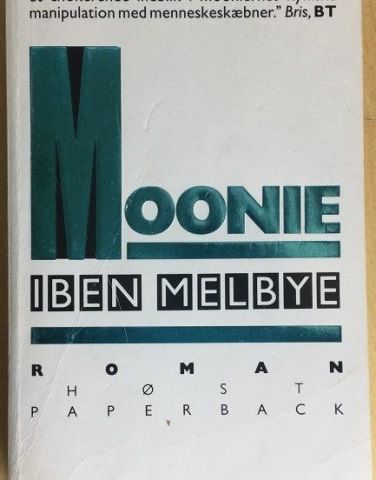 manipulation med menneskeskæbner." Bris, BT
MOONIE
IBEN MELBYE
ROMAN
HØST
PAPERBACK